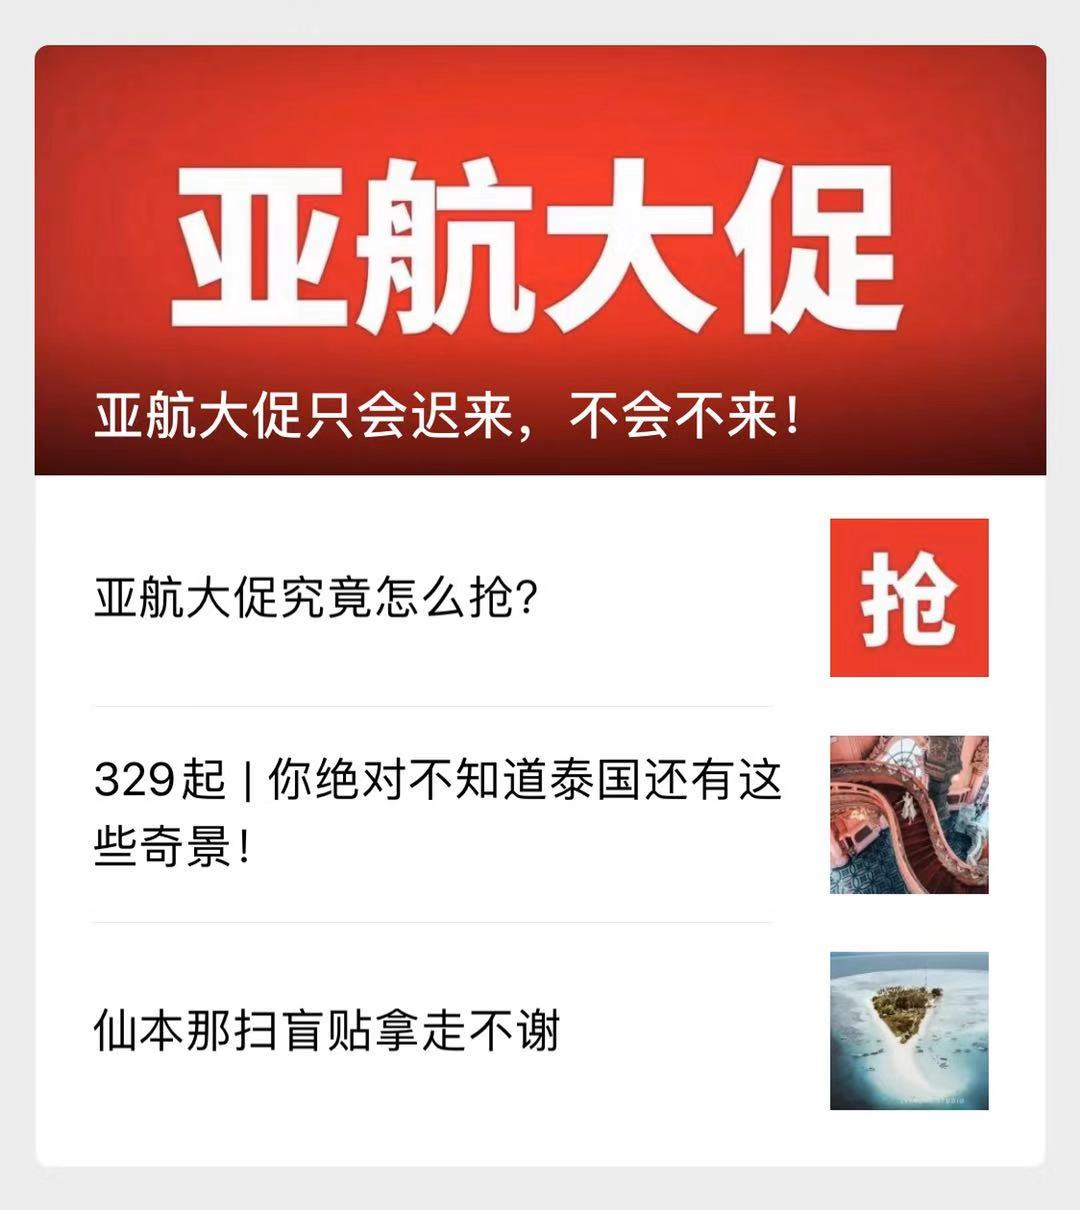 亚航大促
亚航大促只会迟来，不会不来！
亚航大促究竟怎么抢？
抢
329起 | 你绝对不知道泰国还有这
些奇景！
仙本那扫盲贴拿走不谢